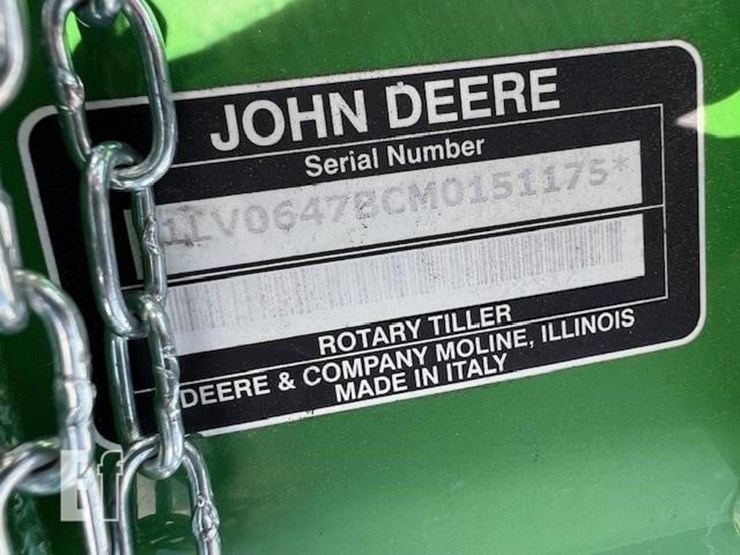 JOHN DEERE
Serial Number
*1LV0647BCM0151175*
ROTARY TILLER
DEERE & COMPANY MOLINE, ILLINOIS
MADE IN ITALY